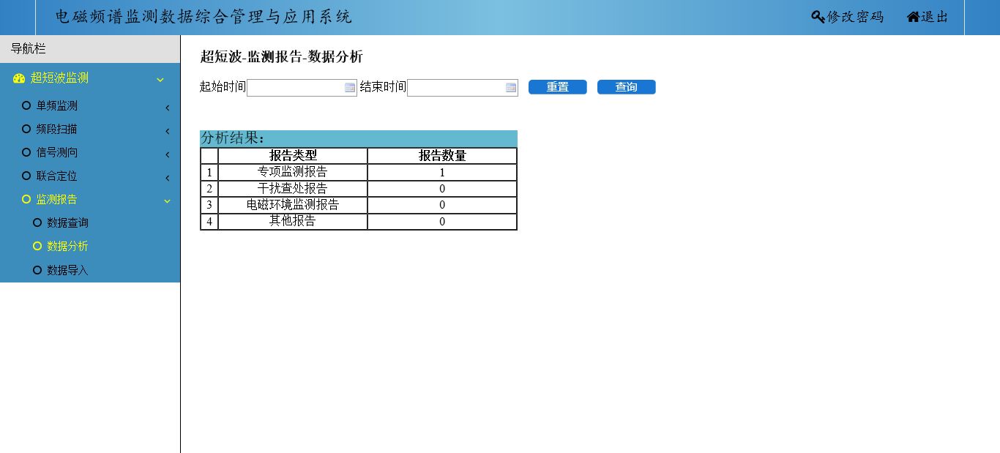 电磁频谱监测数据综合管理与应用系统 修改密码 退出
导航栏
超短波监测
单频监测
频段扫描
信号测向
联合定位
监测报告
数据查询
数据分析
数据导入
超短波-监测报告-数据分析
起始时间 结束时间 重置 查询
分析结果：
报告类型 报告数量
1 专项监测报告 1
2 干扰查处报告 0
3 电磁环境监测报告 0
4 其他报告 0